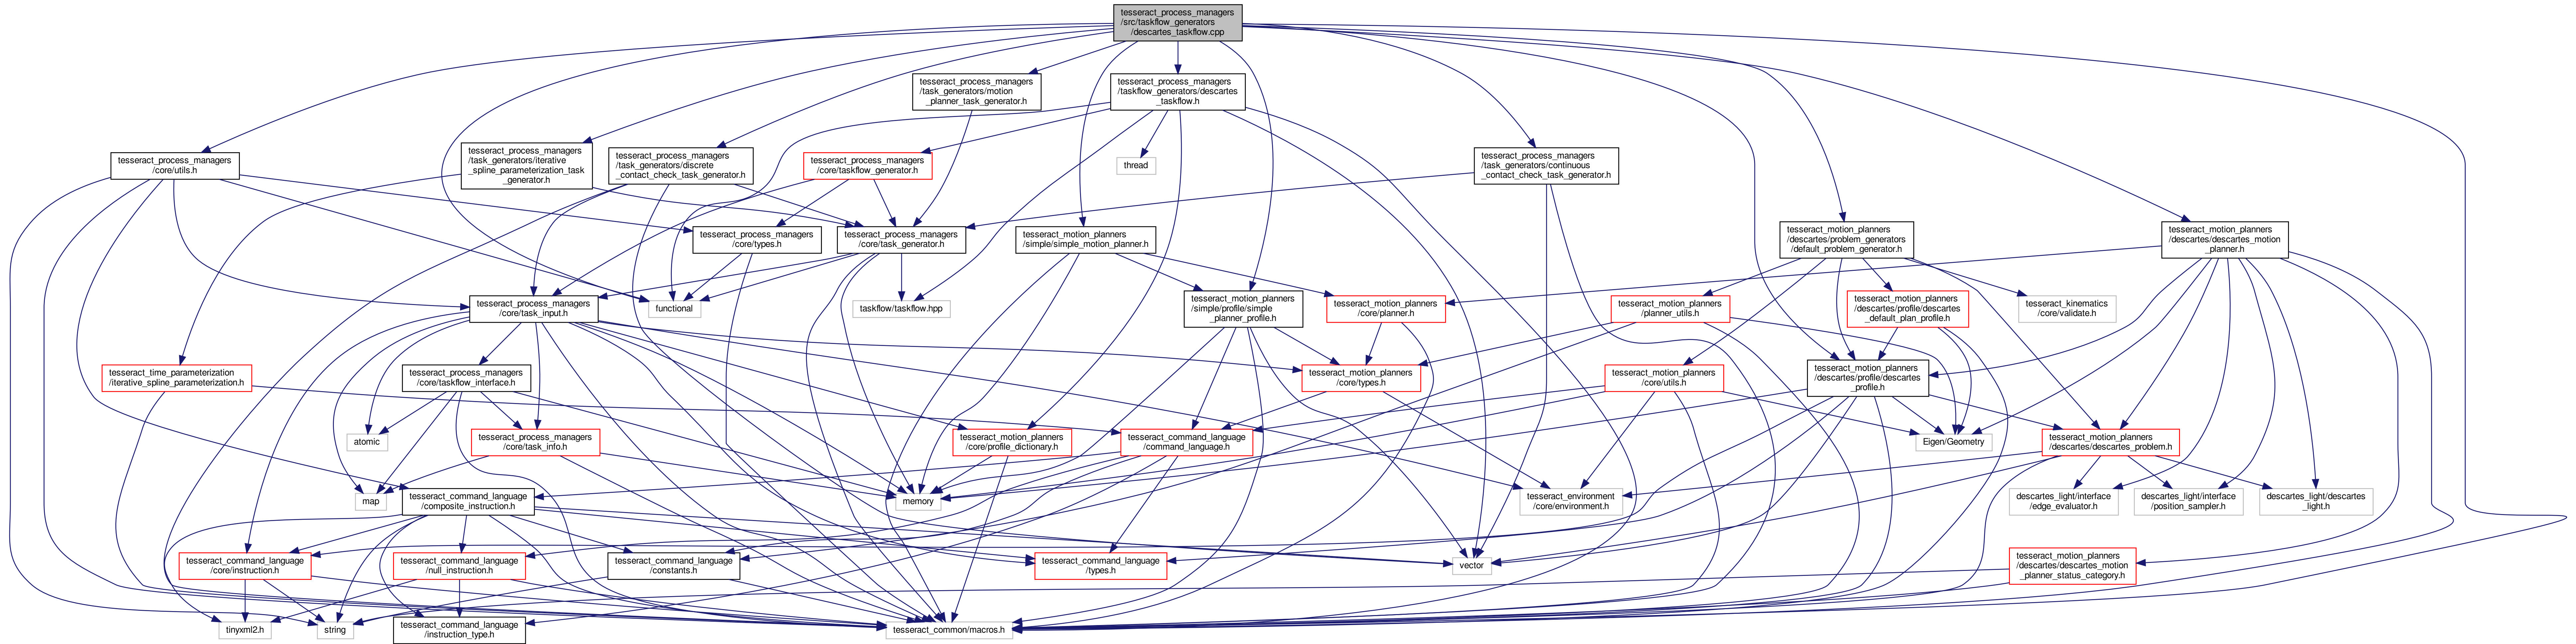 tesseract_process_managers
/src/taskflow_generators
/descartes_taskflow.cpp
tesseract_process_managers
/task_generators/motion
_planner_task_generator.h
tesseract_process_managers
/taskflow_generators/descartes
_taskflow.h
tesseract_process_managers
/core/utils.h
tesseract_process_managers
/task_generators/iterative
_spline_parameterization_task
_generator.h
tesseract_process_managers
/task_generators/discrete
_contact_check_task_generator.h
tesseract_process_managers
/core/taskflow_generator.h
thread
tesseract_process_managers
/task_generators/continuous
_contact_check_task_generator.h
tesseract_process_managers
/core/types.h
tesseract_process_managers
/core/task_generator.h
tesseract_motion_planners
/simple/simple_motion_planner.h
tesseract_motion_planners
/descartes/problem_generators
/default_problem_generator.h
tesseract_motion_planners
/descartes/descartes_motion
_planner.h
tesseract_process_managers
/core/task_input.h
functional
taskflow/taskflow.hpp
tesseract_motion_planners
/simple/profile/simple
_planner_profile.h
tesseract_motion_planners
/core/planner.h
tesseract_motion_planners
/planner_utils.h
tesseract_motion_planners
/descartes/profile/descartes
_default_plan_profile.h
tesseract_kinematics
/core/validate.h
tesseract_time_parameterization
/iterative_spline_parameterization.h
tesseract_process_managers
/core/taskflow_interface.h
tesseract_motion_planners
/core/types.h
tesseract_motion_planners
/core/utils.h
tesseract_motion_planners
/descartes/profile/descartes
_profile.h
atomic
tesseract_process_managers
/core/task_info.h
tesseract_motion_planners
/core/profile_dictionary.h
tesseract_command_language
/command_language.h
Eigen/Geometry
tesseract_motion_planners
/descartes/descartes_problem.h
map
tesseract_command_language
/composite_instruction.h
memory
tesseract_environment
/core/environment.h
descartes_light/interface
/edge_evaluator.h
descartes_light/interface
/position_sampler.h
descartes_light/descartes
_light.h
tesseract_command_language
/core/instruction.h
tesseract_command_language
/null_instruction.h
tesseract_command_language
/constants.h
tesseract_command_language
/types.h
vector
tesseract_motion_planners
/descartes/descartes_motion
_planner_status_category.h
tinyxml2.h
string
tesseract_command_language
/instruction_type.h
tesseract_common/macros.h